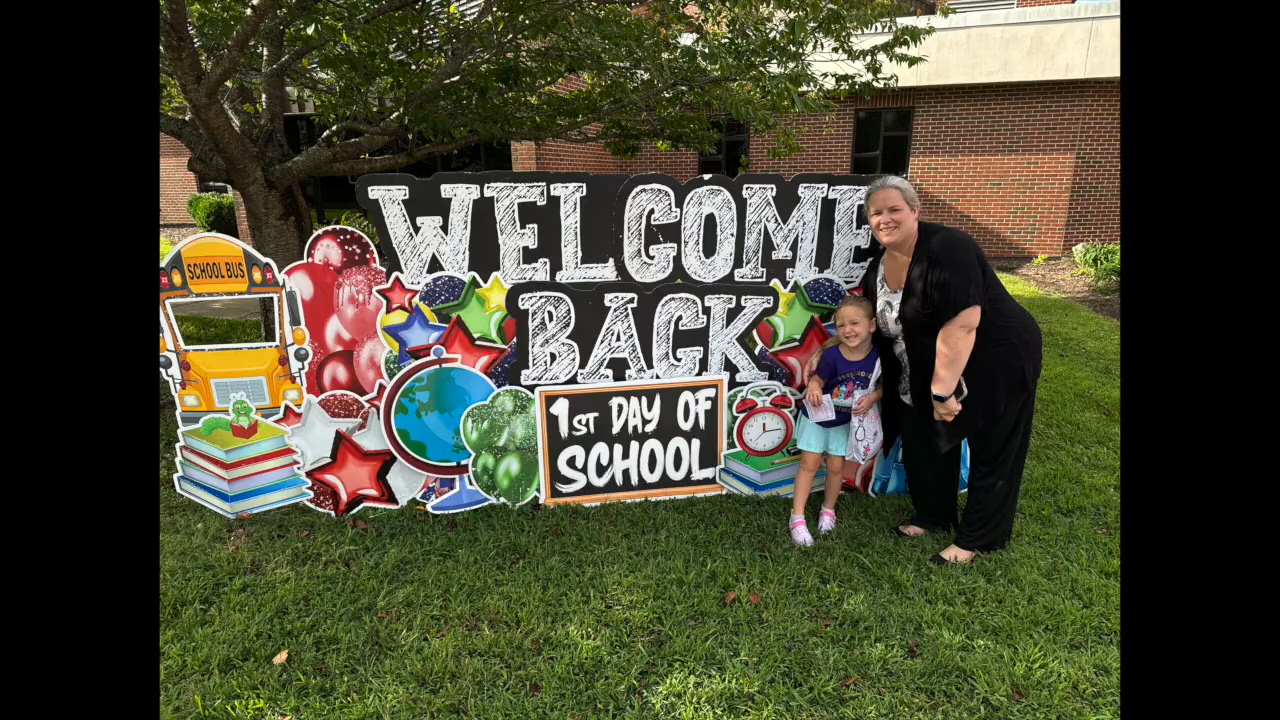 WELCOME
BACK
SCHOOL BUS
1ST DAY OF
SCHOOL